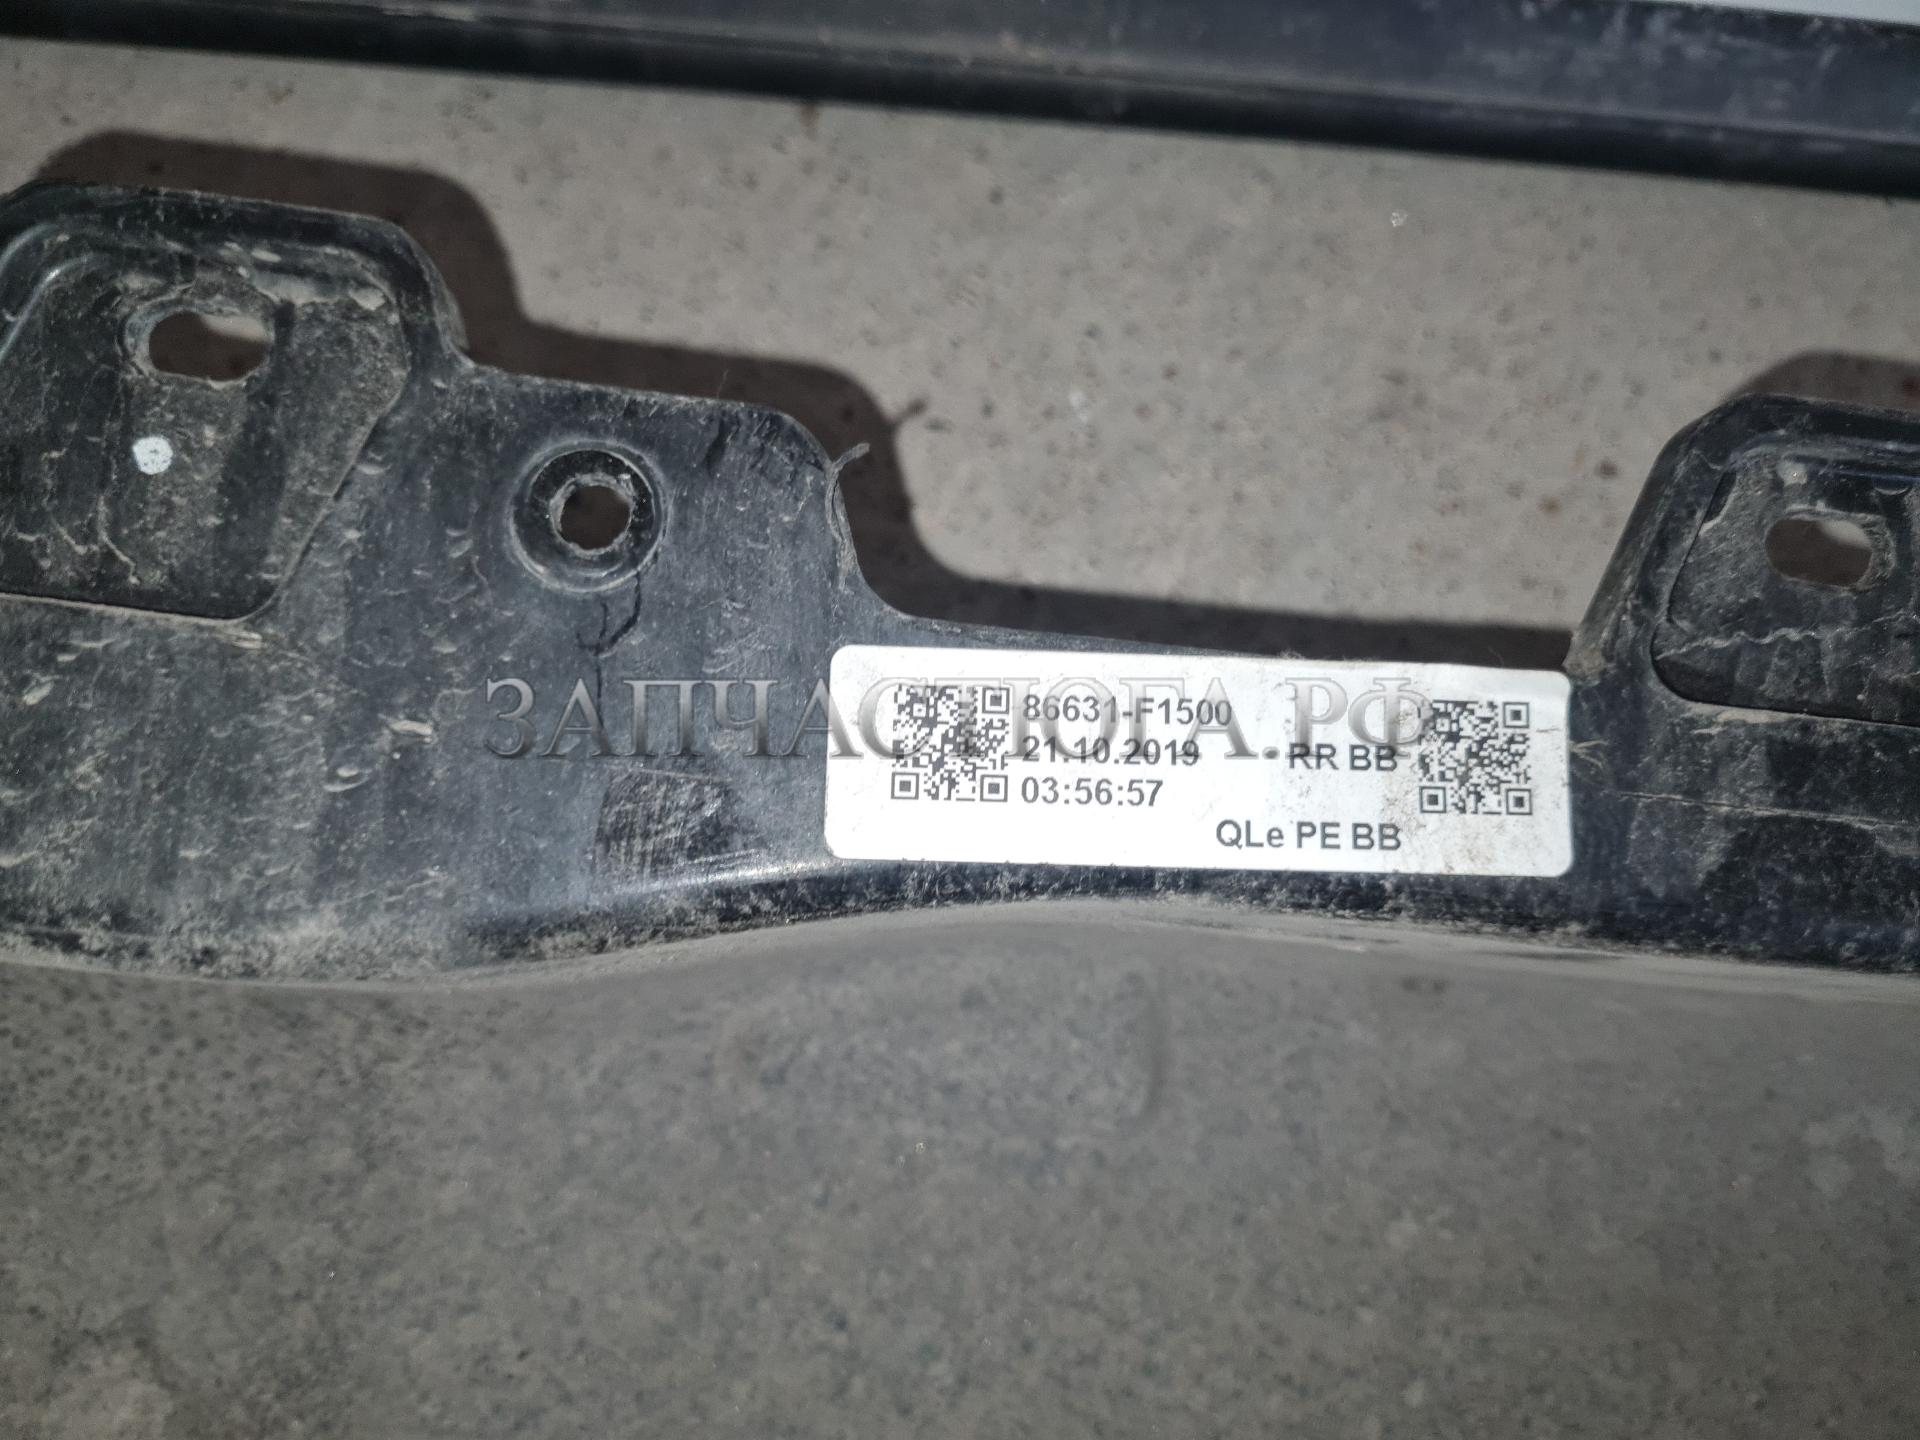 ЗАПЧАСТЮГА.РФ
86631-F1500
21.10.2019 - RR BB
03:56:57
QLe PE BB